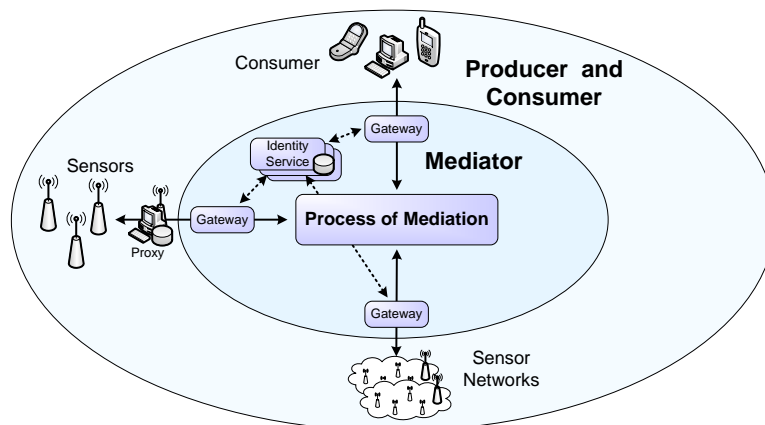 Consumer
Producer and
Consumer
Gateway
Identity
Service
Mediator
Sensors
Gateway
Process of Mediation
Proxy
Gateway
Sensor
Networks